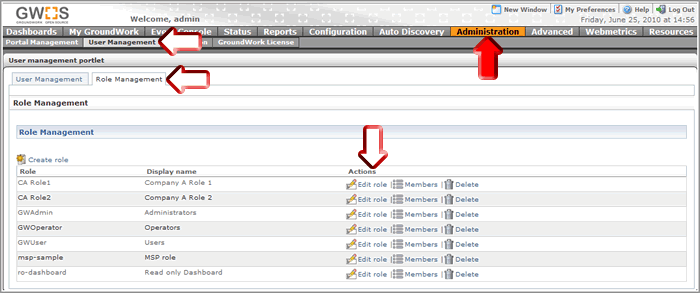 GW OS
GROUNDWORK OPEN SOURCE
Welcome, admin
New Window | My Preferences | Help | Log Out
Friday, June 25, 2010 at 14:56
Dashboards My GroundWork Console Status Reports Configuration Auto Discovery Administration Advanced Webmetrics Resources
Portal Management User Management GroundWork License
User management portlet
User Management Role Management
Role Management
Role Management
Create role
Role Display name Actions
CA Role1 Company A Role 1 Edit role | Members | Delete
CA Role2 Company A Role 2 Edit role | Members | Delete
GWAdmin Administrators Edit role | Members | Delete
GWOperator Operators Edit role | Members | Delete
GWUser Users Edit role | Members | Delete
msp-sample MSP role Edit role | Members | Delete
ro-dashboard Read only Dashboard Edit role | Members | Delete